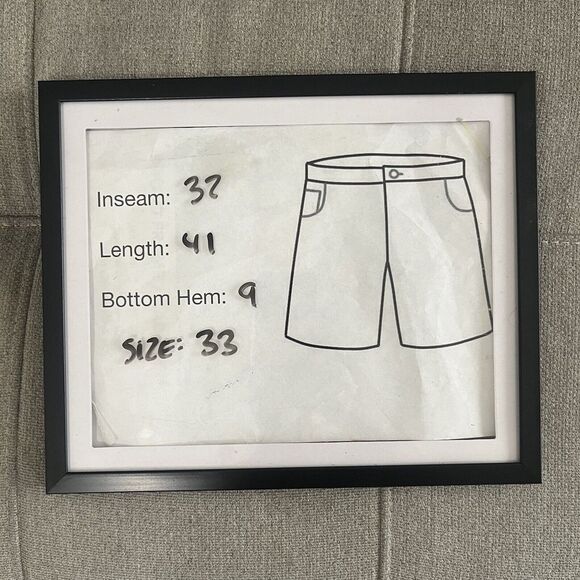 Inseam: 32
Length: 41
Bottom Hem: 9
SIZE: 33